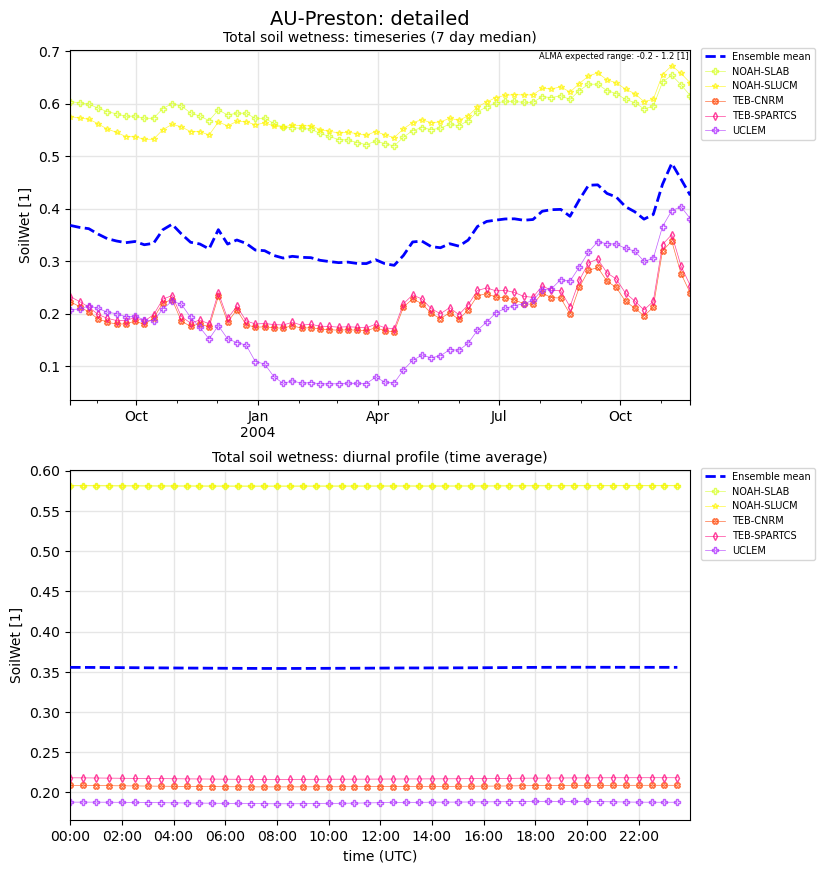 AU-Preston: detailed
Total soil wetness: timeseries (7 day median)
ALMA expected range: -0.2 - 1.2 [1]
0.7
0.6
0.5
0.4
0.3
0.2
0.1
SoilWet [1]
Oct
Jan
2004
Apr
Jul
Oct
Ensemble mean
NOAH-SLAB
NOAH-SLUCM
TEB-CNRM
TEB-SPARTCS
UCLEM
Total soil wetness: diurnal profile (time average)
0.60
0.55
0.50
0.45
0.40
0.35
0.30
0.25
0.20
SoilWet [1]
00:00
02:00
04:00
06:00
08:00
10:00
12:00
14:00
16:00
18:00
20:00
22:00
time (UTC)
Ensemble mean
NOAH-SLAB
NOAH-SLUCM
TEB-CNRM
TEB-SPARTCS
UCLEM